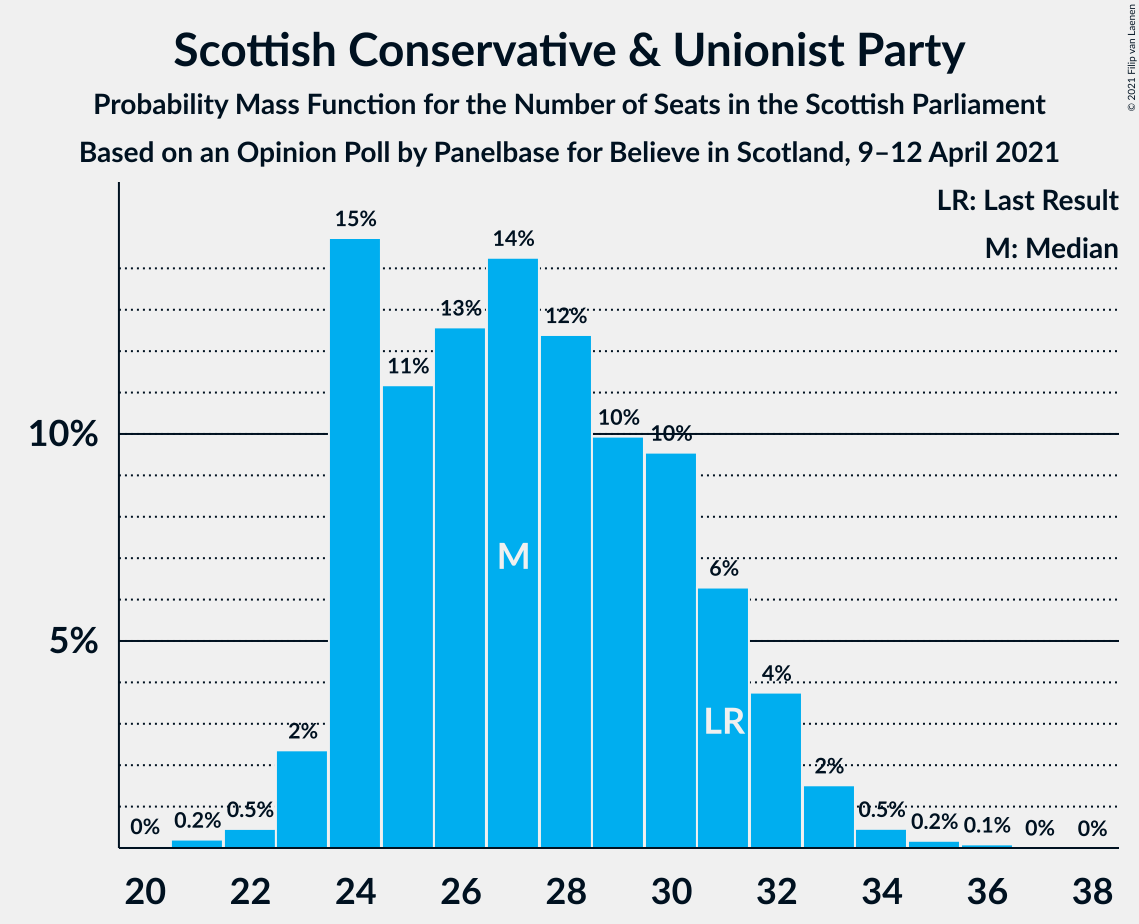 Scottish Conservative & Unionist Party
Probability Mass Function for the Number of Seats in the Scottish Parliament
Based on an Opinion Poll by Panelbase for Believe in Scotland, 9–12 April 2021
© 2021 Filip van Laenen
LR: Last Result
M: Median
10%
5%
0%
0.2%
0.5%
2%
15%
11%
13%
14%
12%
10%
10%
6%
4%
2%
0.5%
0.2%
0.1%
0%
0%
M
LR
20 22 24 26 28 30 32 34 36 38